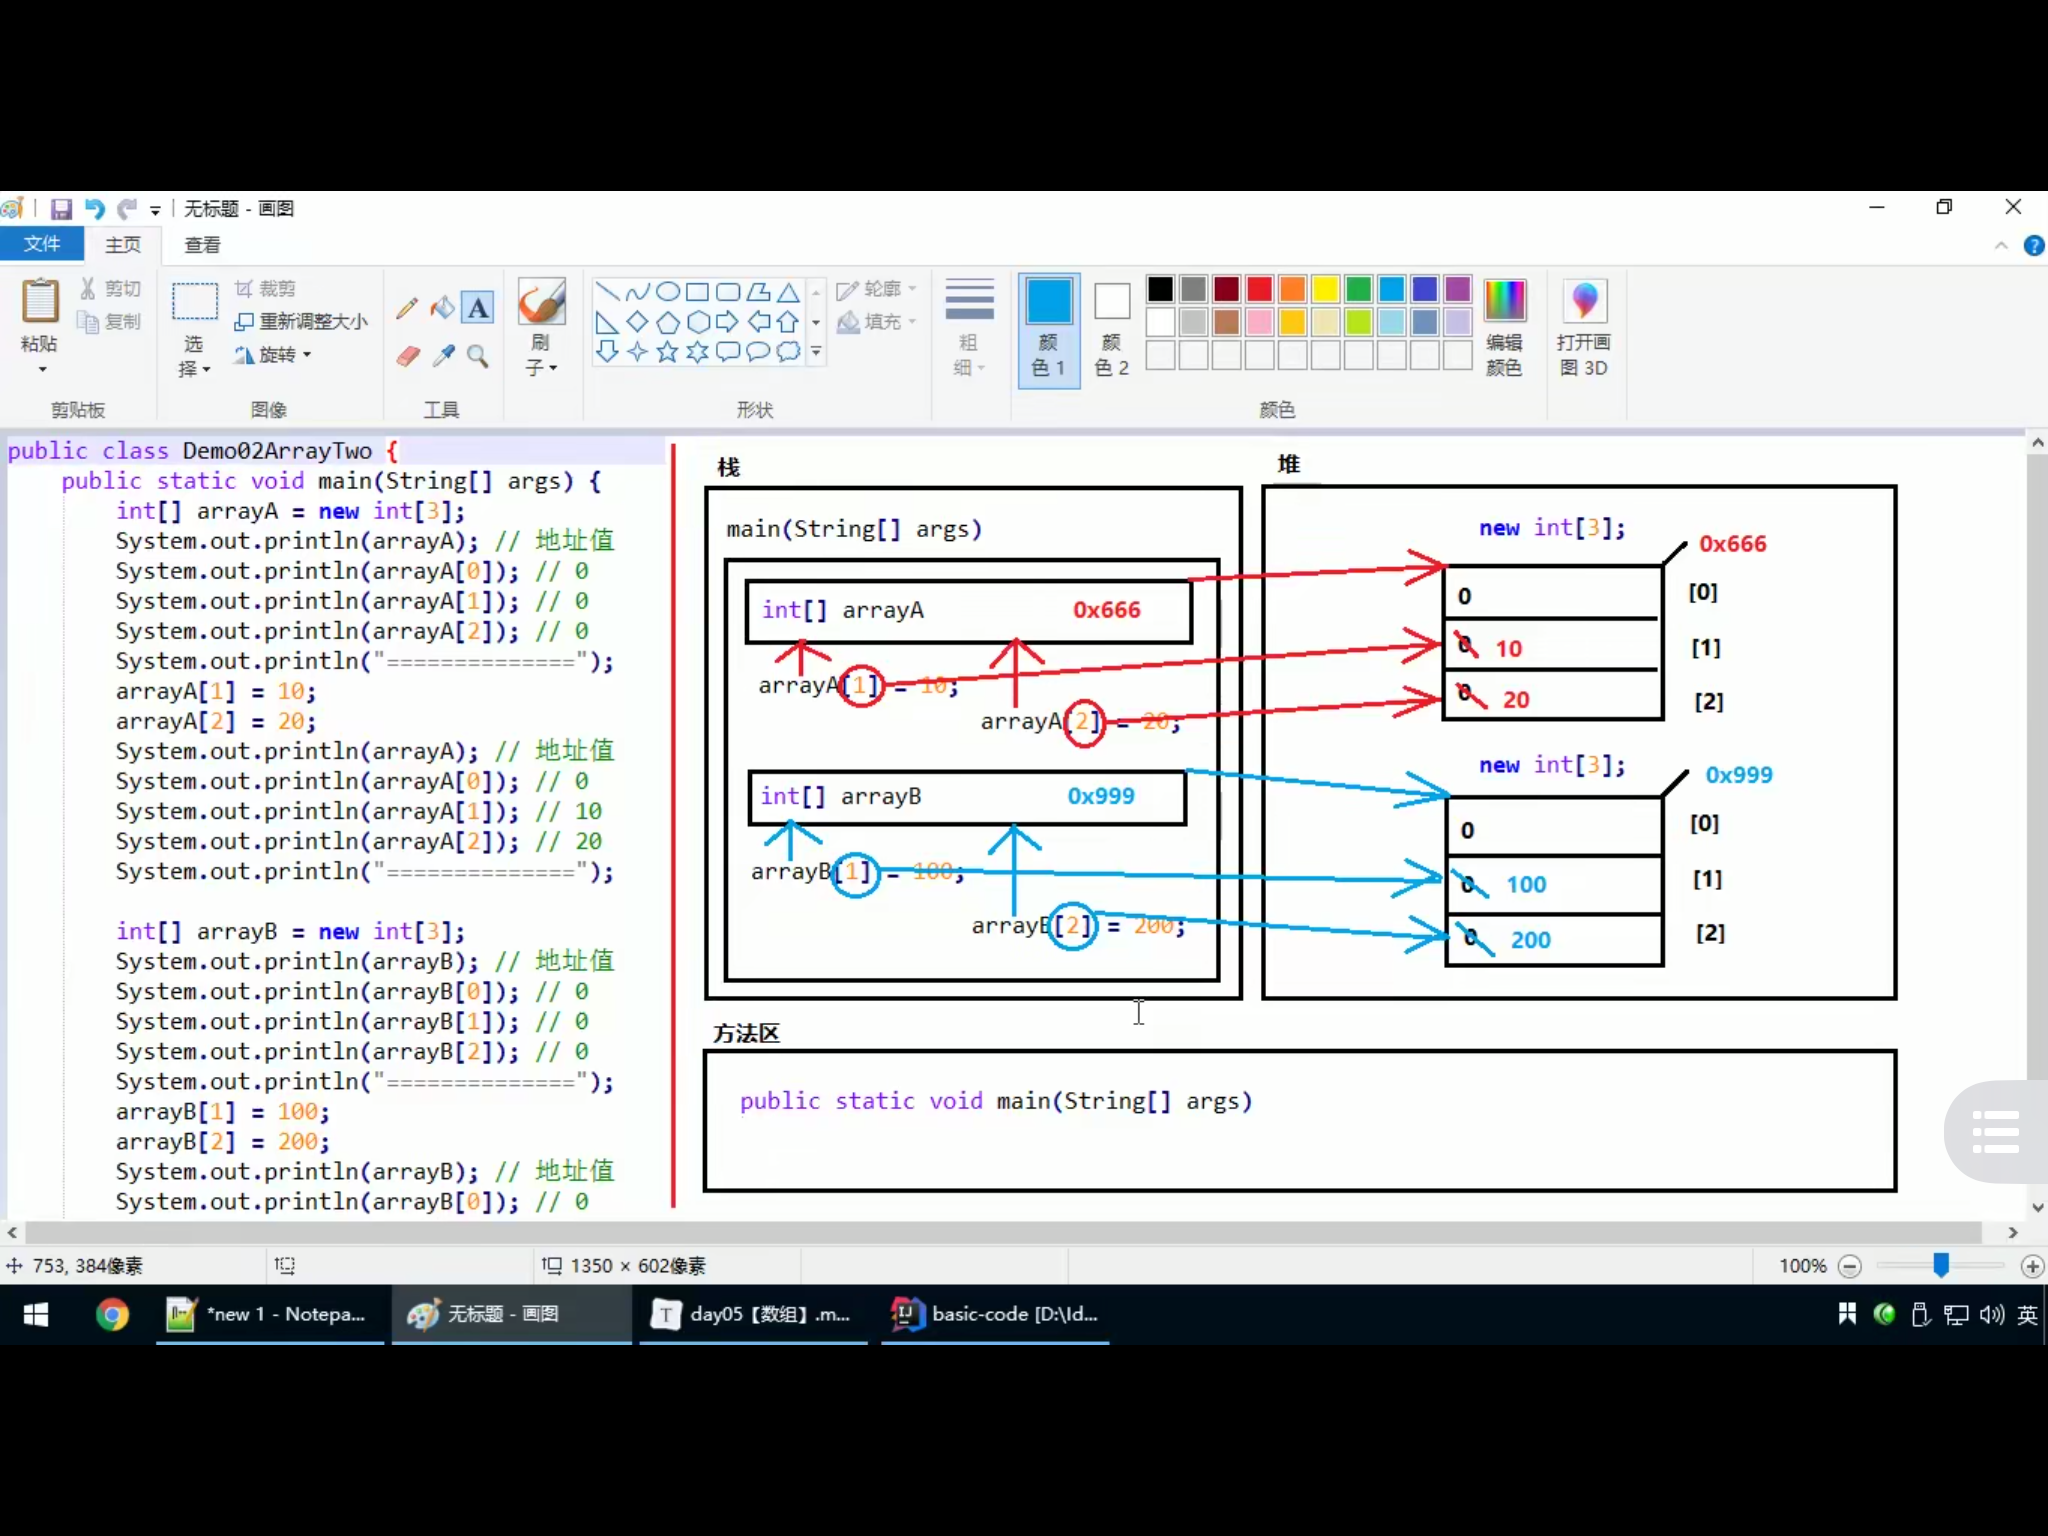 无标题 - 画图
文件 主页 查看
粘贴
剪切
复制
剪贴板
选择
裁剪
重新调整大小
旋转
图像
A
工具
刷子
形状
轮廓
填充
粗细
颜色 1
颜色 2
颜色
编辑颜色
打开画图 3D
public class Demo02ArrayTwo {
public static void main(String[] args) {
int[] arrayA = new int[3];
System.out.println(arrayA); // 地址值
System.out.println(arrayA[0]); // 0
System.out.println(arrayA[1]); // 0
System.out.println(arrayA[2]); // 0
System.out.println("==============");
arrayA[1] = 10;
arrayA[2] = 20;
System.out.println(arrayA); // 地址值
System.out.println(arrayA[0]); // 0
System.out.println(arrayA[1]); // 10
System.out.println(arrayA[2]); // 20
System.out.println("==============");
int[] arrayB = new int[3];
System.out.println(arrayB); // 地址值
System.out.println(arrayB[0]); // 0
System.out.println(arrayB[1]); // 0
System.out.println(arrayB[2]); // 0
System.out.println("==============");
arrayB[1] = 100;
arrayB[2] = 200;
System.out.println(arrayB); // 地址值
System.out.println(arrayB[0]); // 0
栈
main(String[] args)
int[] arrayA 0x666
arrayA[1] = 10;
arrayA[2] = 20;
int[] arrayB 0x999
arrayB[1] = 100;
arrayB[2] = 200;
堆
new int[3];
0x666
0 [0]
0 10 [1]
0 20 [2]
new int[3];
0x999
0 [0]
0 100 [1]
0 200 [2]
方法区
public static void main(String[] args)
753, 384像素
1350 × 602像素
100%
*new 1 - Notepa...
无标题 - 画图
T day05【数组】.m...
IJ basic-code [D:\Id...
英